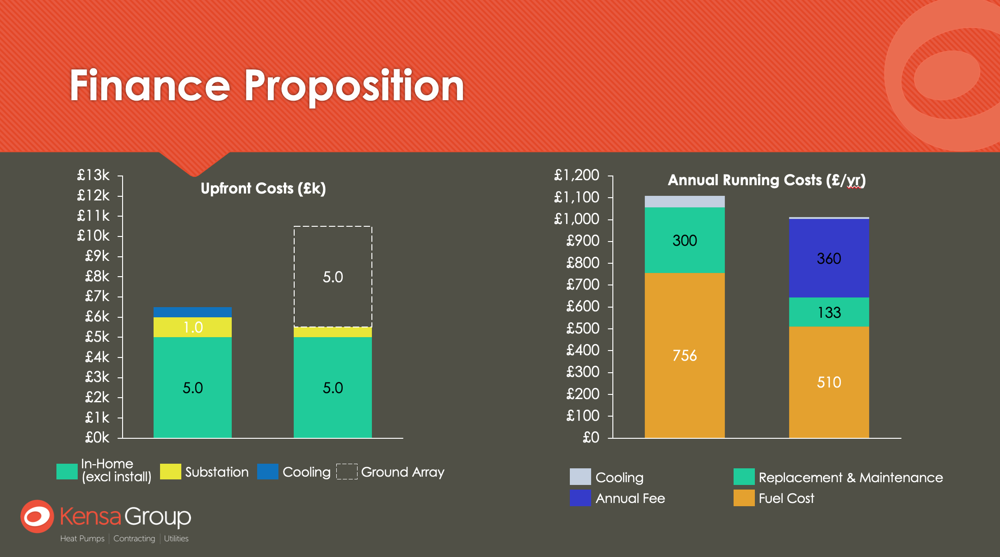 Finance Proposition
Upfront Costs (£k)
£13k
£12k
£11k
£10k
£9k
£8k
£7k
£6k
£5k
£4k
£3k
£2k
£1k
£0k
1.0
5.0
5.0
5.0
In-Home
(excl install)
Substation
Cooling
Ground Array
Annual Running Costs (£/yr)
£1,200
£1,100
£1,000
£900
£800
£700
£600
£500
£400
£300
£200
£100
£0
300
756
360
133
510
Cooling
Replacement & Maintenance
Annual Fee
Fuel Cost
KensaGroup
Heat Pumps | Contracting | Utilities